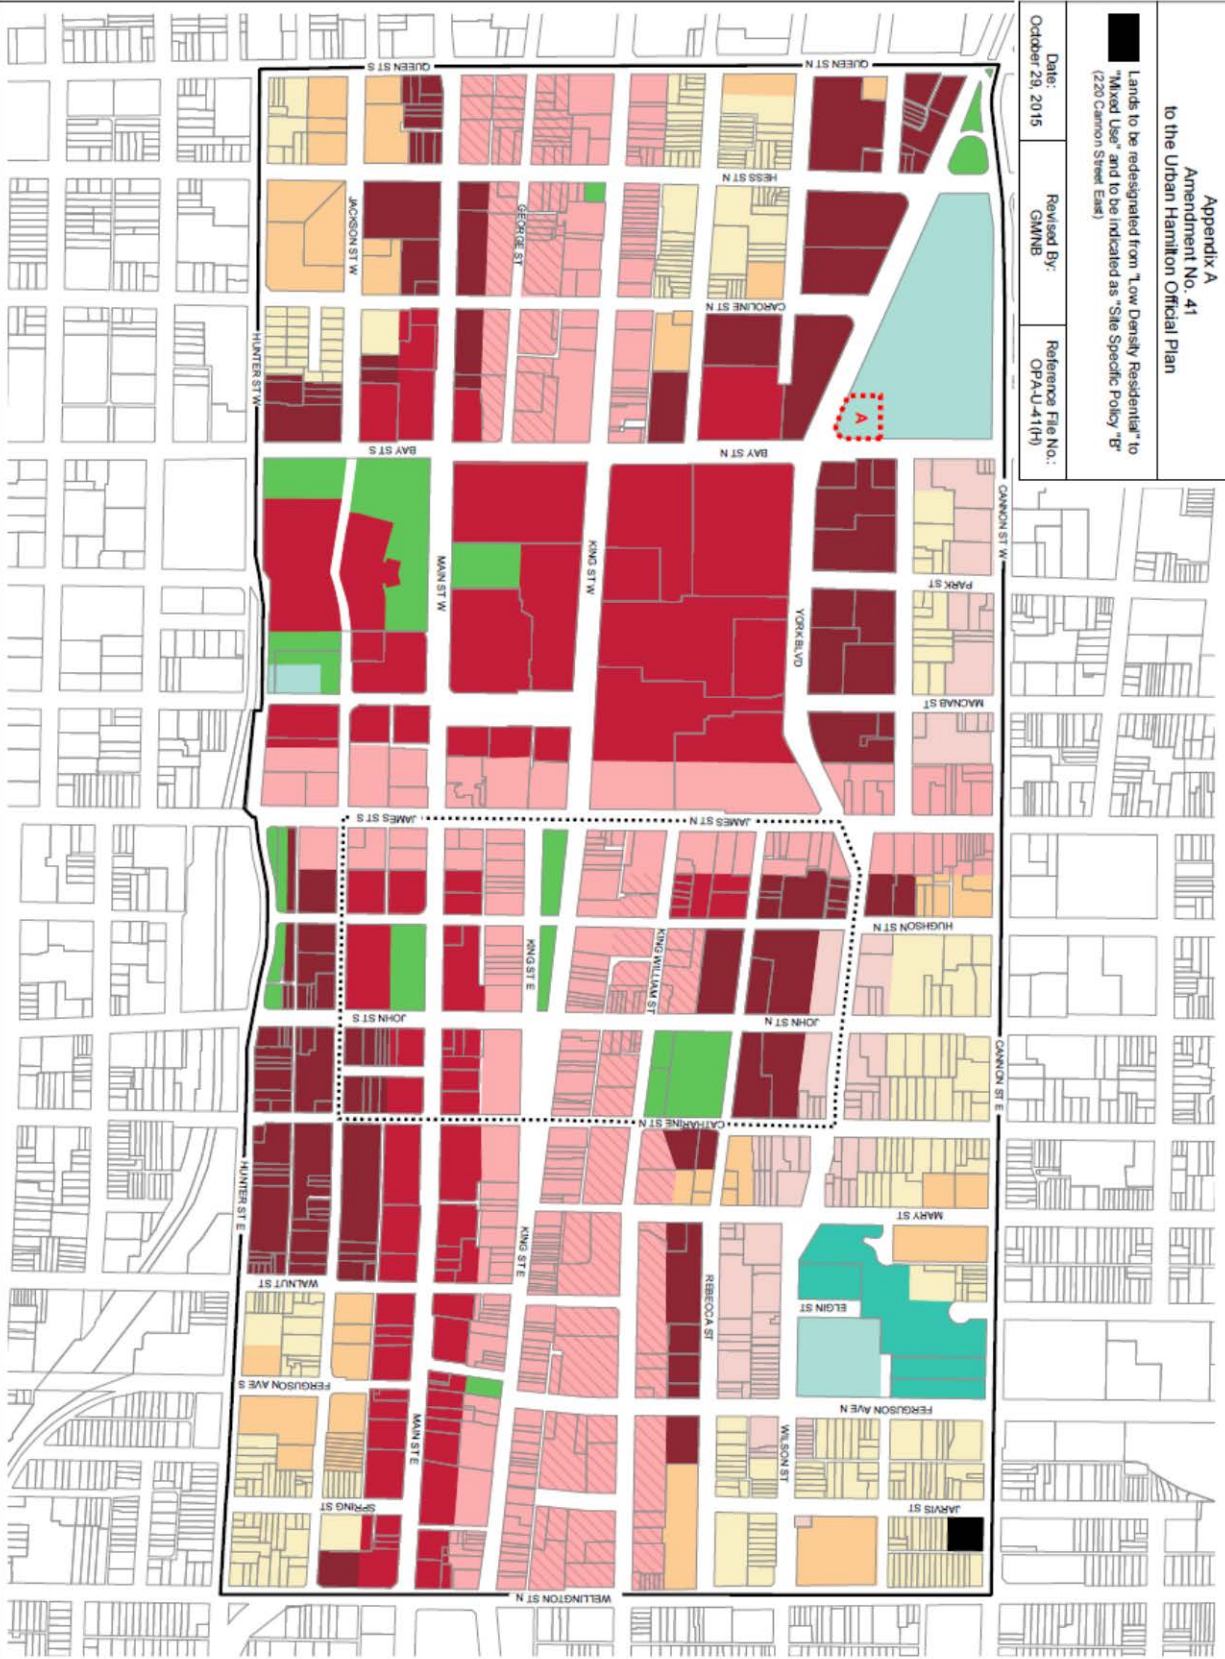 Appendix A
Amendment No. 41
to the Urban Hamilton Official Plan
Lands to be redesignated from "Low Density Residential" to
"Mixed Use" and to be indicated as "Site Specific Policy "B"
(220 Cannon Street East)
Date:
October 29, 2015
Revised By:
GM/NB
Reference File No.:
OPA-U-41(H)
QUEEN ST S
QUEEN ST N
HESS ST N
JACKSON ST W
GEORGE ST
CAROLINE ST N
HUNTER ST W
A
BAY ST S
BAY ST N
CANNON ST W
MAIN ST W
KING ST W
PARK ST
YORK BLVD
MACNAB ST
JAMES ST S
JAMES ST N
HUGHSON ST N
KING ST E
KING WILLIAM ST
JOHN ST S
JOHN ST N
CANNON ST E
CATHARINE ST N
HUNTER ST E
MARY ST
KING ST E
WALNUT ST
REBECCA ST
ELGIN ST
FERGUSON AVE S
FERGUSON AVE N
MAIN ST E
WILSON ST
SPRING ST
JARVIS ST
WELLINGTON ST N